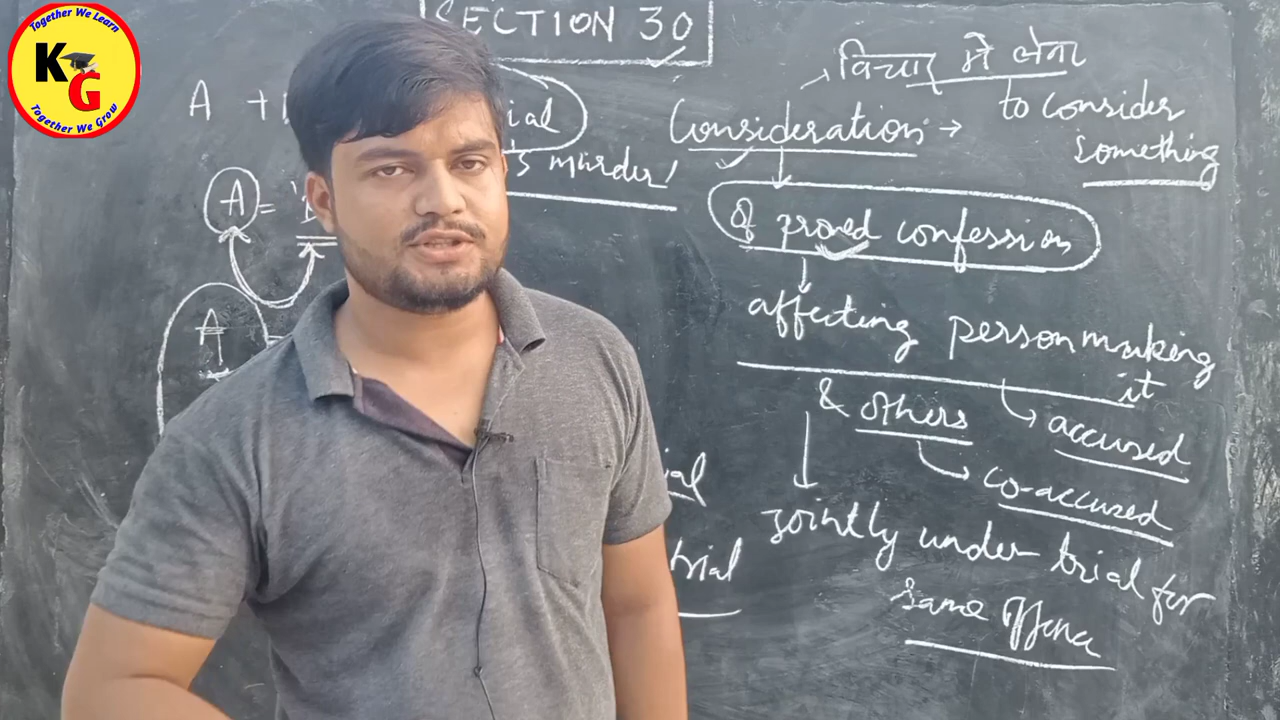 Together We Learn
KG
Together We Grow
SECTION 30
A +
ial
's murder'
A =
A
ial
trial
विचार में लेना
Consideration → to consider
something
of proved confession
affecting person making
it
& others
accused
co-accused
Jointly under trial for
same offence